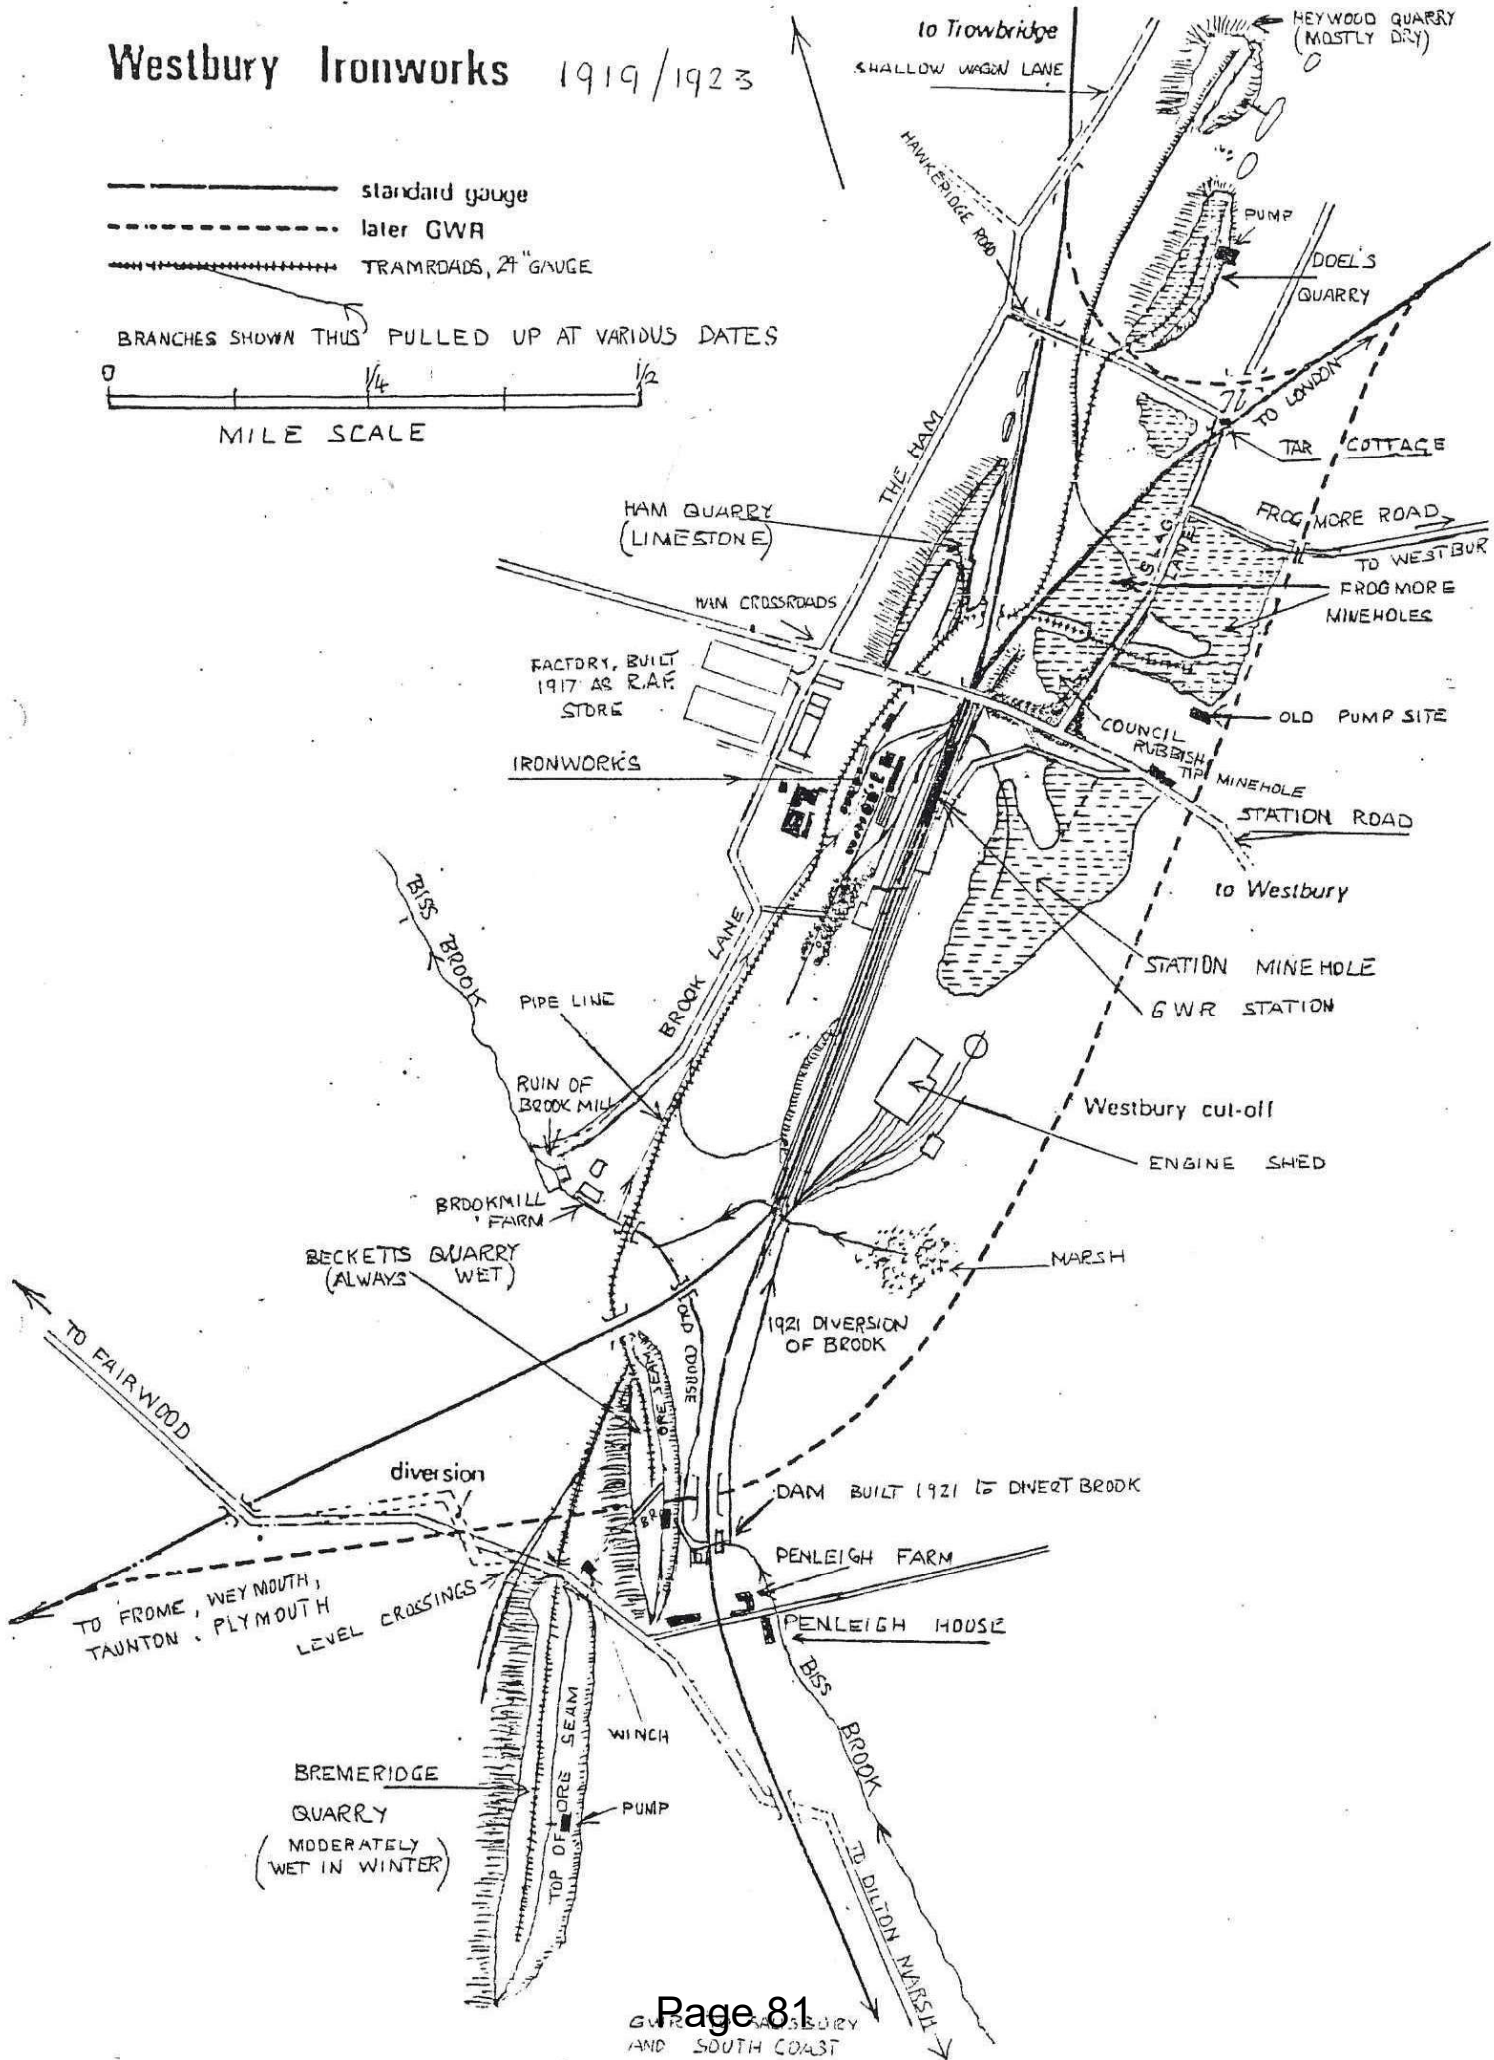 Westbury Ironworks 1919/1923
to Trowbridge
SHALLOW WAGON LANE
HEYWOOD QUARRY
(MOSTLY DRY)
standard gauge
later GWR
TRAMROADS, 24" GAUGE
BRANCHES SHOWN THUS PULLED UP AT VARIOUS DATES
0 1/4 1/2
MILE SCALE
HAWKERIDGE ROAD
PUMP
DOEL'S
QUARRY
TO LONDON
TAR COTTAGE
THE HAM
HAM QUARRY
(LIMESTONE)
SLAG
LANE
FROGMORE ROAD
TO WESTBUR
FROGMORE
MINEHOLES
HAM CROSSROADS
FACTORY, BUILT
1917 AS R.A.F.
STORE
OLD PUMP SITE
COUNCIL
RUBBISH
TIP
MINEHOLE
IRONWORKS
STATION ROAD
to Westbury
BISS BROOK
BROOK LANE
STATION MINEHOLE
GWR STATION
PIPE LINE
RUIN OF
BROOK MILL
Westbury cut-off
ENGINE SHED
BROOKMILL
FARM
BECKETTS QUARRY
(ALWAYS WET)
MARSH
OLD COURSE
ORE SEAM
1921 DIVERSION
OF BROOK
TO FAIRWOOD
diversion
DAM BUILT 1921 to DIVERT BROOK
PENLEIGH FARM
PENLEIGH HOUSE
TO FROME, WEYMOUTH,
TAUNTON. PLYMOUTH
LEVEL CROSSINGS
BISS BROOK
WINCH
BREMERIDGE
QUARRY
(MODERATELY
WET IN WINTER)
TOP OF ORE SEAM
PUMP
TO DILTON MARSH
Page 81
GWR TO SALISBURY
AND SOUTH COAST